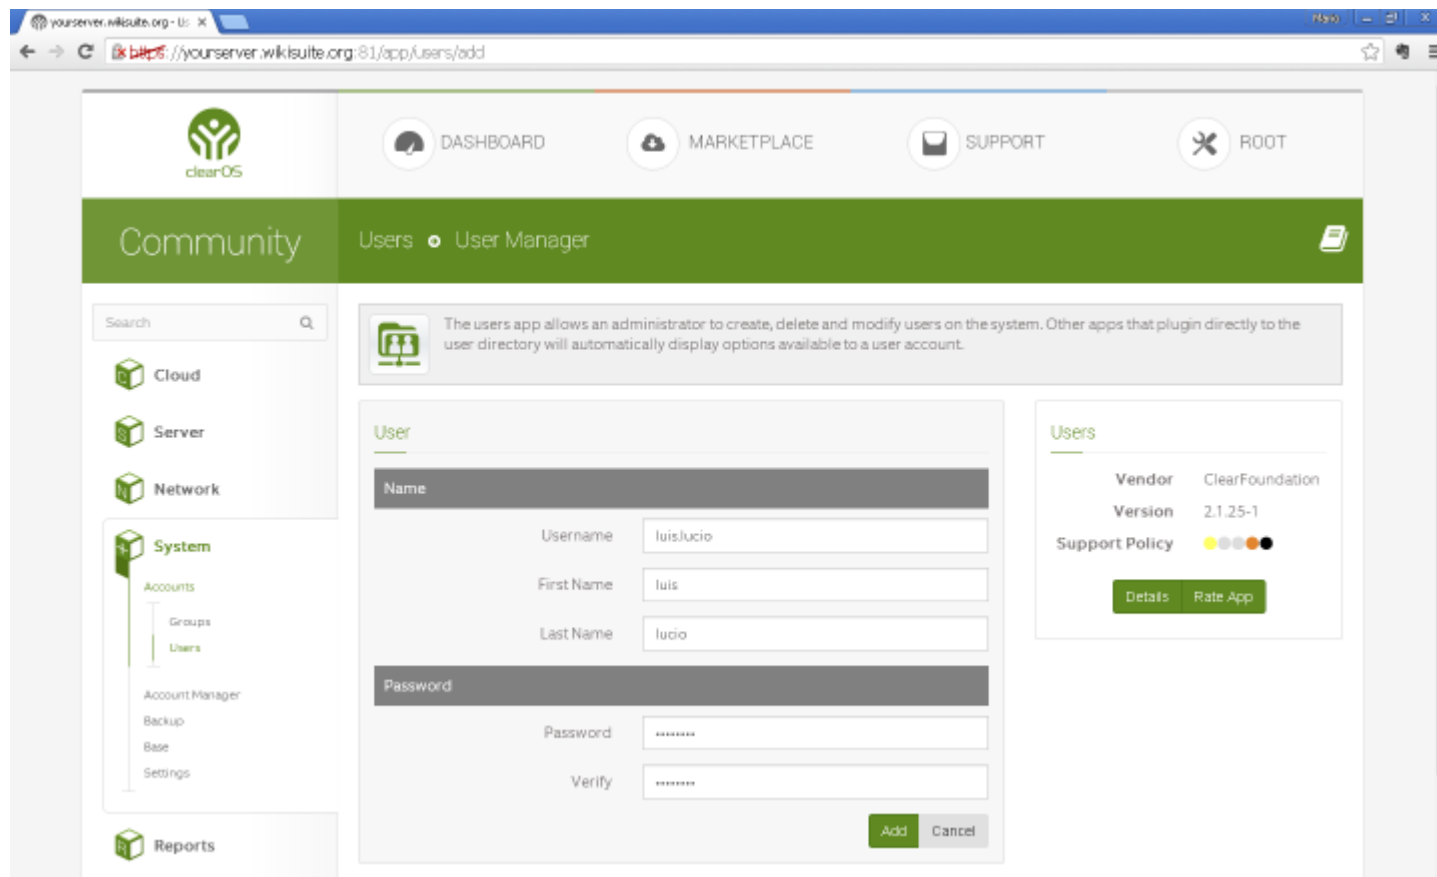 yourserver.wikisuite.org - Us
Mario
https://yourserver.wikisuite.org:81/app/users/add
clearOS
DASHBOARD
MARKETPLACE
SUPPORT
ROOT
Community
Users
User Manager
Search
The users app allows an administrator to create, delete and modify users on the system. Other apps that plugin directly to the
user directory will automatically display options available to a user account.
Cloud
Server
Network
System
Accounts
Groups
Users
Account Manager
Backup
Base
Settings
Reports
User
Name
Username luis.lucio
First Name luis
Last Name lucio
Password
Password ········
Verify ········
Add Cancel
Users
Vendor ClearFoundation
Version 2.1.25-1
Support Policy
Details Rate App